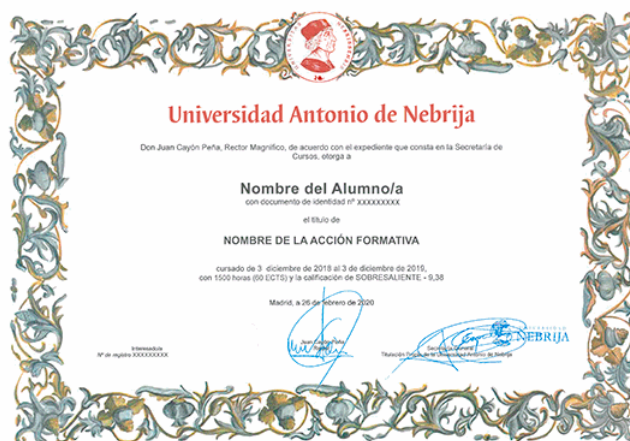 Universidad Antonio de Nebrija
Don Juan Cayón Peña, Rector Magnífico, de acuerdo con el expediente que consta en la Secretaría de
Cursos, otorga a
Nombre del Alumno/a
con documento de identidad nº XXXXXXXXX
el título de
NOMBRE DE LA ACCIÓN FORMATIVA
cursado de 3 diciembre de 2018 al 3 de diciembre de 2019,
con 1500 horas (60 ECTS) y la calificación de SOBRESALIENTE - 9,38
Madrid, a 26 de febrero de 2020
Interesado/a
Nº de registro XXXXXXXXX
Juan Cayón Peña
Rector
Secretaría General
Titulación Propia de la Universidad Antonio de Nebrija
UNIVERSIDAD
NEBRIJA